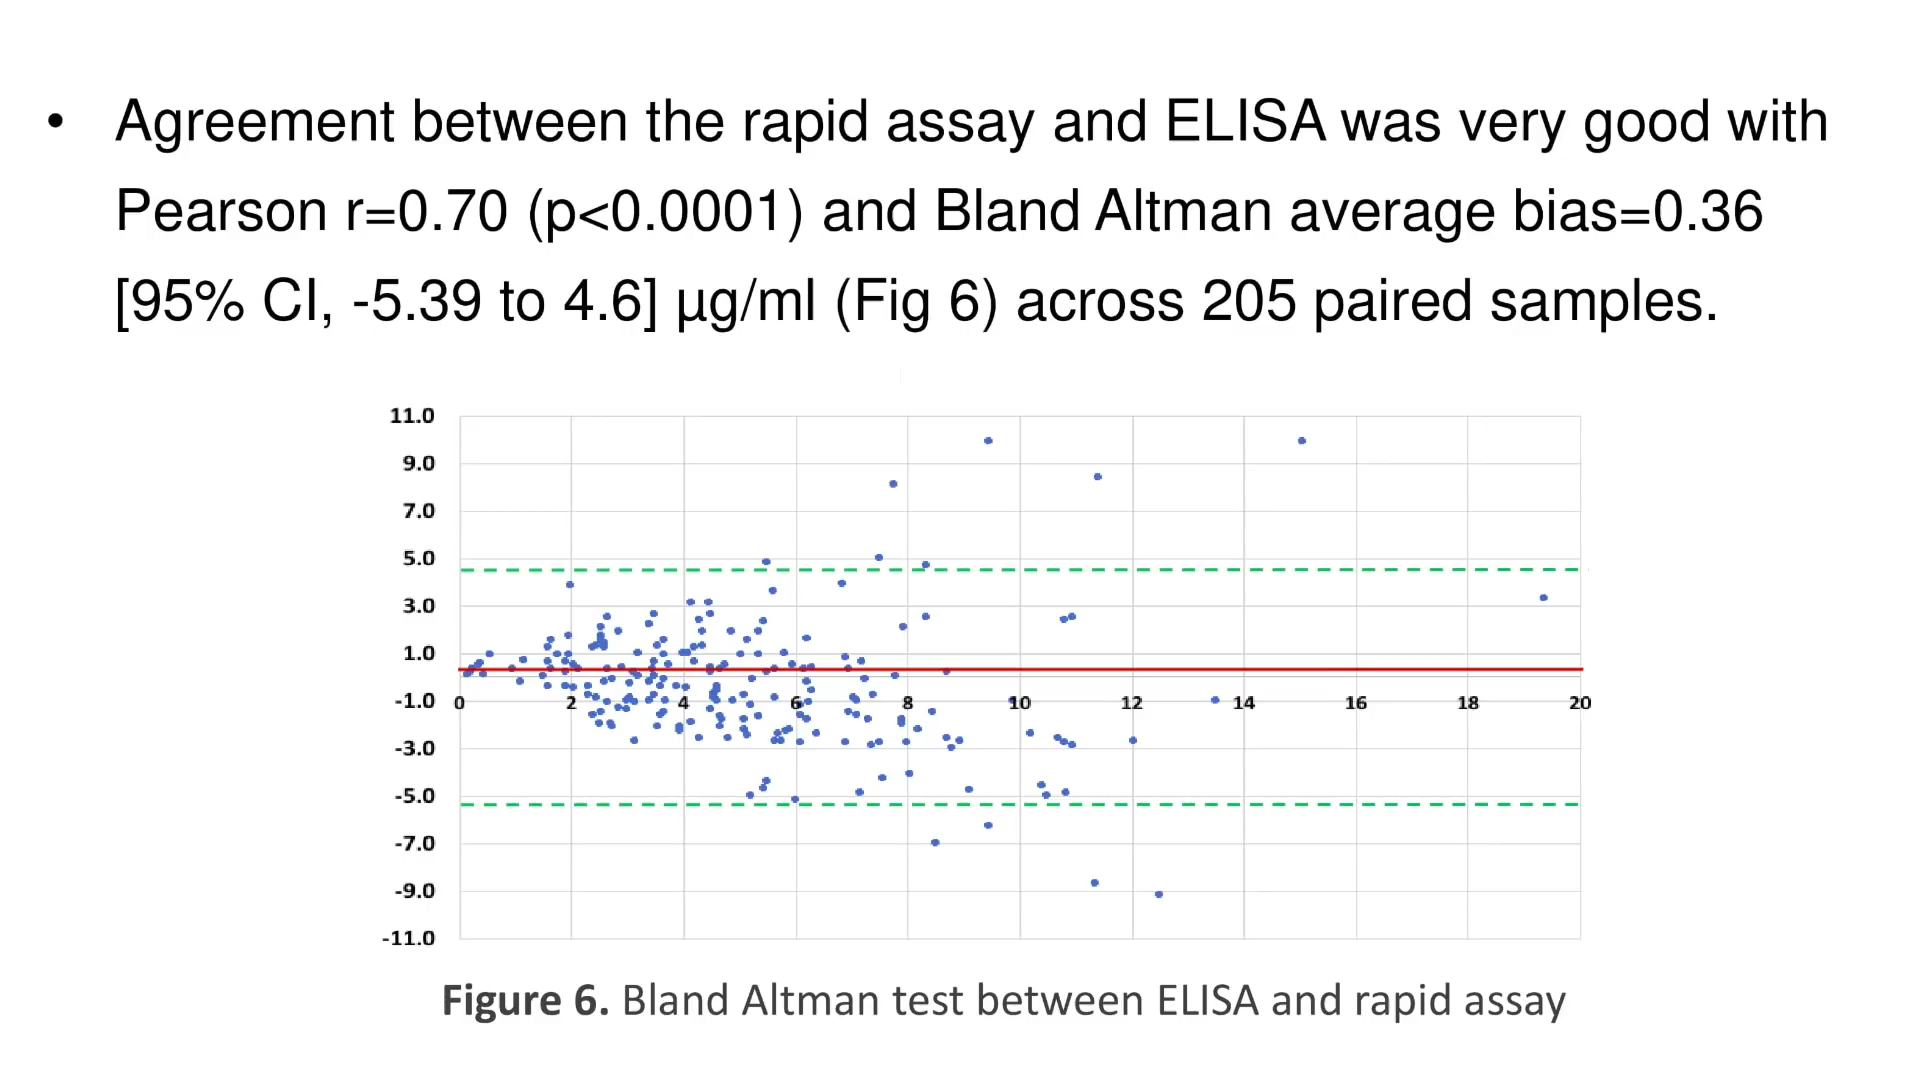 • Agreement between the rapid assay and ELISA was very good with
Pearson r=0.70 (p<0.0001) and Bland Altman average bias=0.36
[95% CI, -5.39 to 4.6] µg/ml (Fig 6) across 205 paired samples.
11.0
9.0
7.0
5.0
3.0
1.0
-1.0
0 2 4 6 8 10 12 14 16 18 20
-3.0
-5.0
-7.0
-9.0
-11.0
Figure 6. Bland Altman test between ELISA and rapid assay